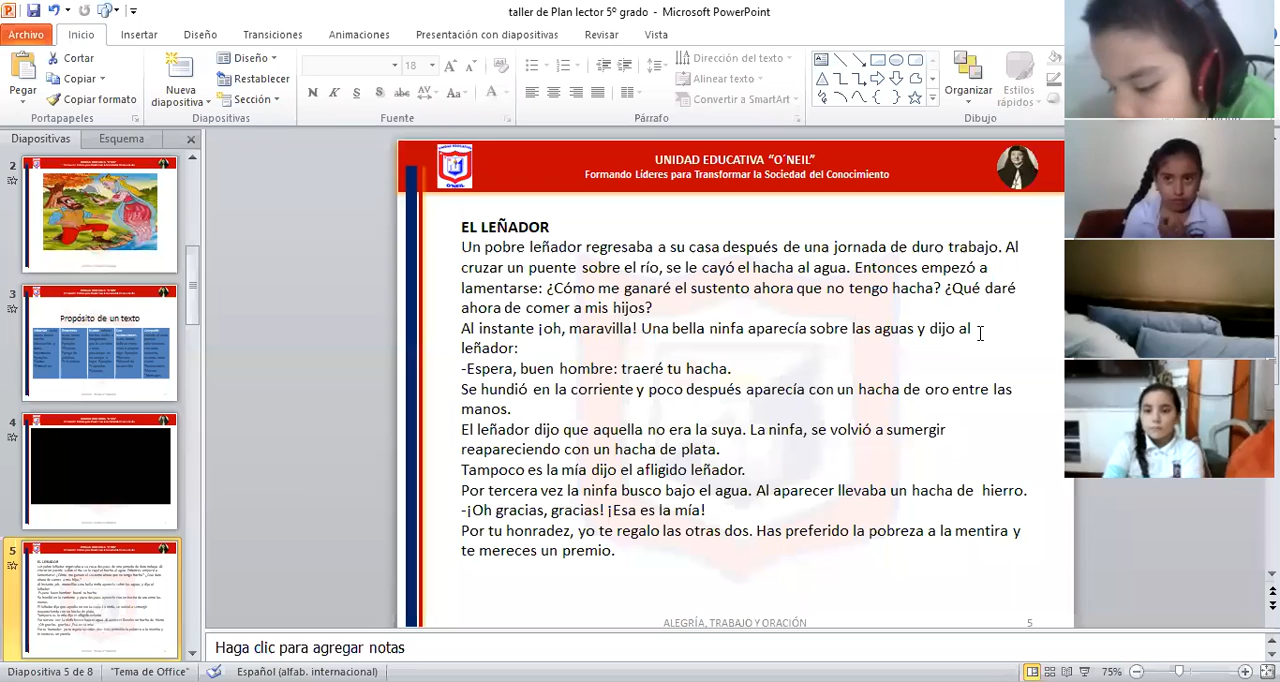 taller de Plan lector 5º grado - Microsoft PowerPoint
Archivo Inicio Insertar Diseño Transiciones Animaciones Presentación con diapositivas Revisar Vista
Pegar
Cortar
Copiar
Copiar formato
Portapapeles
Nueva diapositiva
Diseño
Restablecer
Sección
Diapositivas
18
N K S S abc AV Aa A
Fuente
Dirección del texto
Alinear texto
Convertir a SmartArt
Párrafo
Organizar
Estilos rápidos
Dibujo
Diapositivas Esquema
2
3
Propósito de un texto
4
5
UNIDAD EDUCATIVA “O´NEIL”
Formando Líderes para Transformar la Sociedad del Conocimiento
EL LEÑADOR
Un pobre leñador regresaba a su casa después de una jornada de duro trabajo. Al
cruzar un puente sobre el río, se le cayó el hacha al agua. Entonces empezó a
lamentarse: ¿Cómo me ganaré el sustento ahora que no tengo hacha? ¿Qué daré
ahora de comer a mis hijos?
Al instante ¡oh, maravilla! Una bella ninfa aparecía sobre las aguas y dijo al
leñador.
-Espera, buen hombre: traeré tu hacha.
Se hundió en la corriente y poco después aparecía con un hacha de oro entre las
manos.
El leñador dijo que aquella no era la suya. La ninfa, se volvió a sumergir
reapareciendo con un hacha de plata.
Tampoco es la mía dijo el afligido leñador.
Por tercera vez la ninfa busco bajo el agua. Al aparecer llevaba un hacha de hierro.
-¡Oh gracias, gracias! ¡Esa es la mía!
Por tu honradez, yo te regalo las otras dos. Has preferido la pobreza a la mentira y
te mereces un premio.
ALEGRÍA, TRABAJO Y ORACIÓN 5
Haga clic para agregar notas
Diapositiva 5 de 8 "Tema de Office" Español (alfab. internacional) 75%